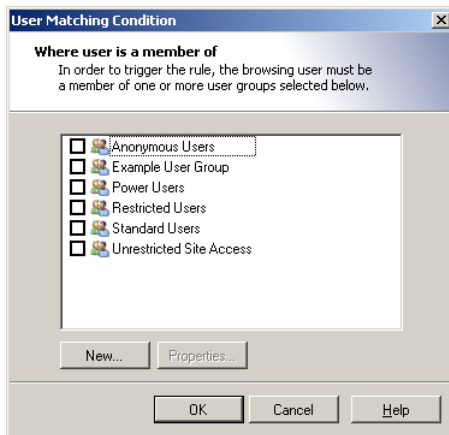 User Matching Condition
Where user is a member of
In order to trigger the rule, the browsing user must be
a member of one or more user groups selected below.
Anonymous Users
Example User Group
Power Users
Restricted Users
Standard Users
Unrestricted Site Access
New... Properties...
OK Cancel Help